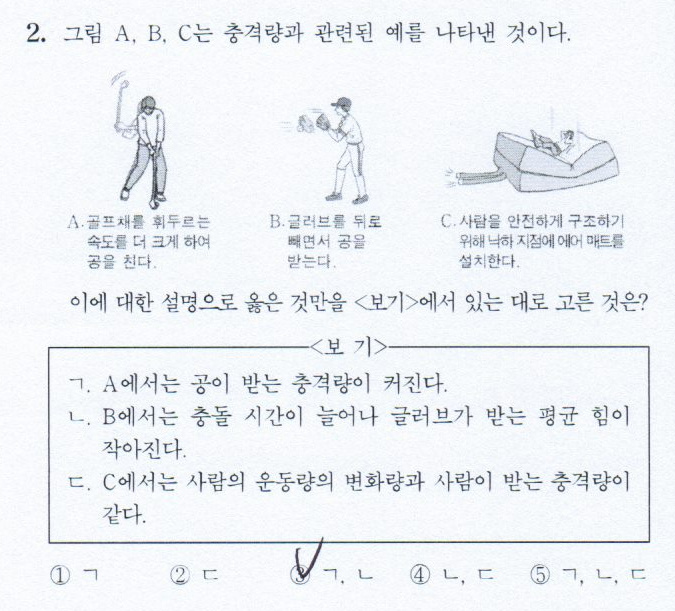 2. 그림 A, B, C는 충격량과 관련된 예를 나타낸 것이다.
A. 골프채를 휘두르는
속도를 더 크게 하여
공을 친다.
B. 글러브를 뒤로
빼면서 공을
받는다.
C. 사람을 안전하게 구조하기
위해 낙하 지점에 에어 매트를
설치한다.
이에 대한 설명으로 옳은 것만을 <보기>에서 있는 대로 고른 것은?
<보 기>
ㄱ. A에서는 공이 받는 충격량이 커진다.
ㄴ. B에서는 충돌 시간이 늘어나 글러브가 받는 평균 힘이
작아진다.
ㄷ. C에서는 사람의 운동량의 변화량과 사람이 받는 충격량이
같다.
① ㄱ ② ㄷ ③ ㄱ, ㄴ ④ ㄴ, ㄷ ⑤ ㄱ, ㄴ, ㄷ